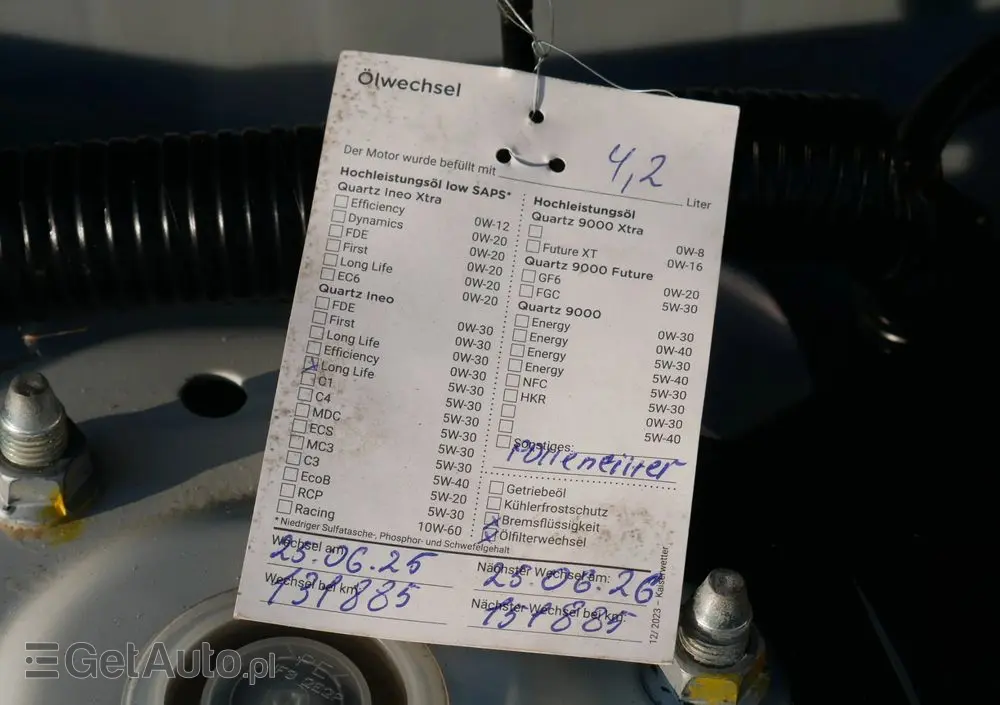 Ölwechsel
Der Motor wurde befüllt mit 4,2 Liter
Hochleistungsöl low SAPS*
Quartz Ineo Xtra
Efficiency 0W-12
Dynamics 0W-20
FDE 0W-20
First 0W-20
Long Life 0W-20
EC6 0W-20
Quartz Ineo
FDE 0W-30
First 0W-30
Long Life 0W-30
Efficiency 0W-30
x Long Life 5W-30
C1 5W-30
C4 5W-30
MDC 5W-30
ECS 5W-30
MC3 5W-30
C3 5W-40
EcoB 5W-20
RCP 5W-30
Racing 10W-60
* Niedriger Sulfatasche-, Phosphor- und Schwefelgehalt
Hochleistungsöl
Quartz 9000 Xtra
0W-8
Future XT 0W-16
Quartz 9000 Future
GF6 0W-20
FGC 5W-30
Quartz 9000
Energy 0W-30
Energy 0W-40
Energy 5W-40
Energy 5W-30
NFC 5W-30
HKR 0W-30
5W-40
Sonstiges:
Pollenfilter
Getriebeöl
Kühlerfrostschutz
x Bremsflüssigkeit
x Ölfilterwechsel
Wechsel am: 25.06.25
Wechsel bei km: 131885
Nächster Wechsel am: 25.06.26
Nächster Wechsel bei km: 151885
12/2023 – Kaiserwetter
GetAuto.pl